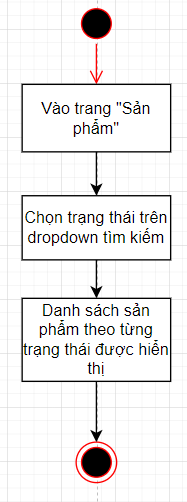 Vào trang "Sản
phẩm"
Chọn trạng thái trên
dropdown tìm kiếm
Danh sách sản
phẩm theo từng
trạng thái được hiển
thị